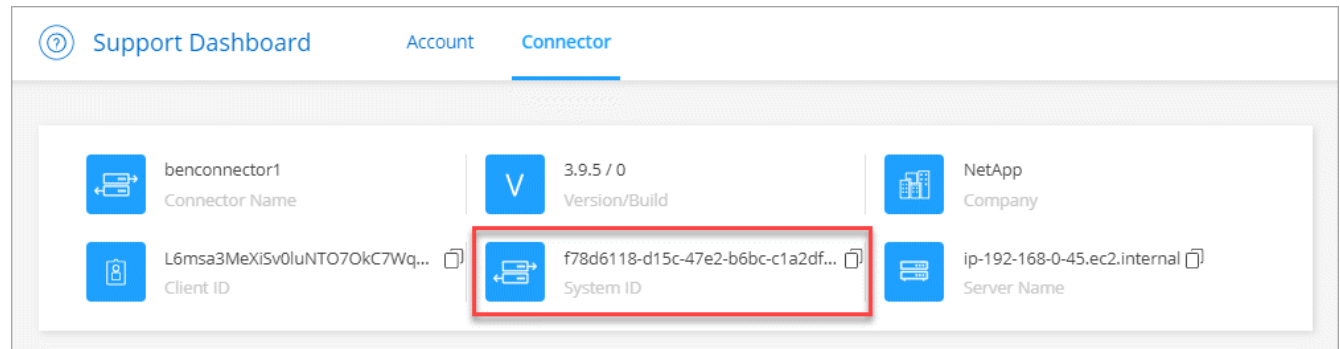 Support Dashboard Account Connector
benconnector1
Connector Name
V
3.9.5 / 0
Version/Build
NetApp
Company
L6msa3MeXiSv0luNTO7OkC7Wq...
Client ID
f78d6118-d15c-47e2-b6bc-c1a2df...
System ID
ip-192-168-0-45.ec2.internal
Server Name